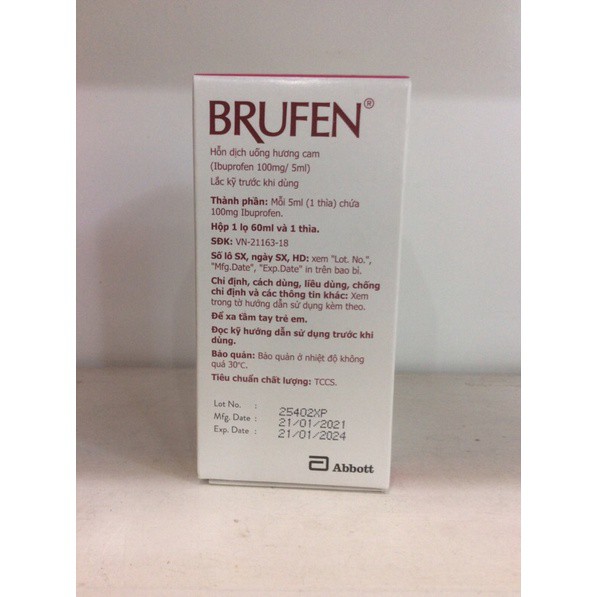 BRUFEN®
Hỗn dịch uống hương cam
(Ibuprofen 100mg/ 5ml)
Lắc kỹ trước khi dùng
Thành phần: Mỗi 5ml (1 thìa) chứa
100mg Ibuprofen.
Hộp 1 lọ 60ml và 1 thìa.
SĐK: VN-21163-18
Số lô SX, ngày SX, HD: xem "Lot. No.",
"Mfg.Date", "Exp.Date" in trên bao bì.
Chỉ định, cách dùng, liều dùng, chống
chỉ định và các thông tin khác: Xem
trong tờ hướng dẫn sử dụng kèm theo.
Để xa tầm tay trẻ em.
Đọc kỹ hướng dẫn sử dụng trước khi
dùng.
Bảo quản: Bảo quản ở nhiệt độ không
quá 30°C.
Tiêu chuẩn chất lượng: TCCS.
Lot No. : 25402XP
Mfg. Date : 21/01/2021
Exp. Date : 21/01/2024
Abbott